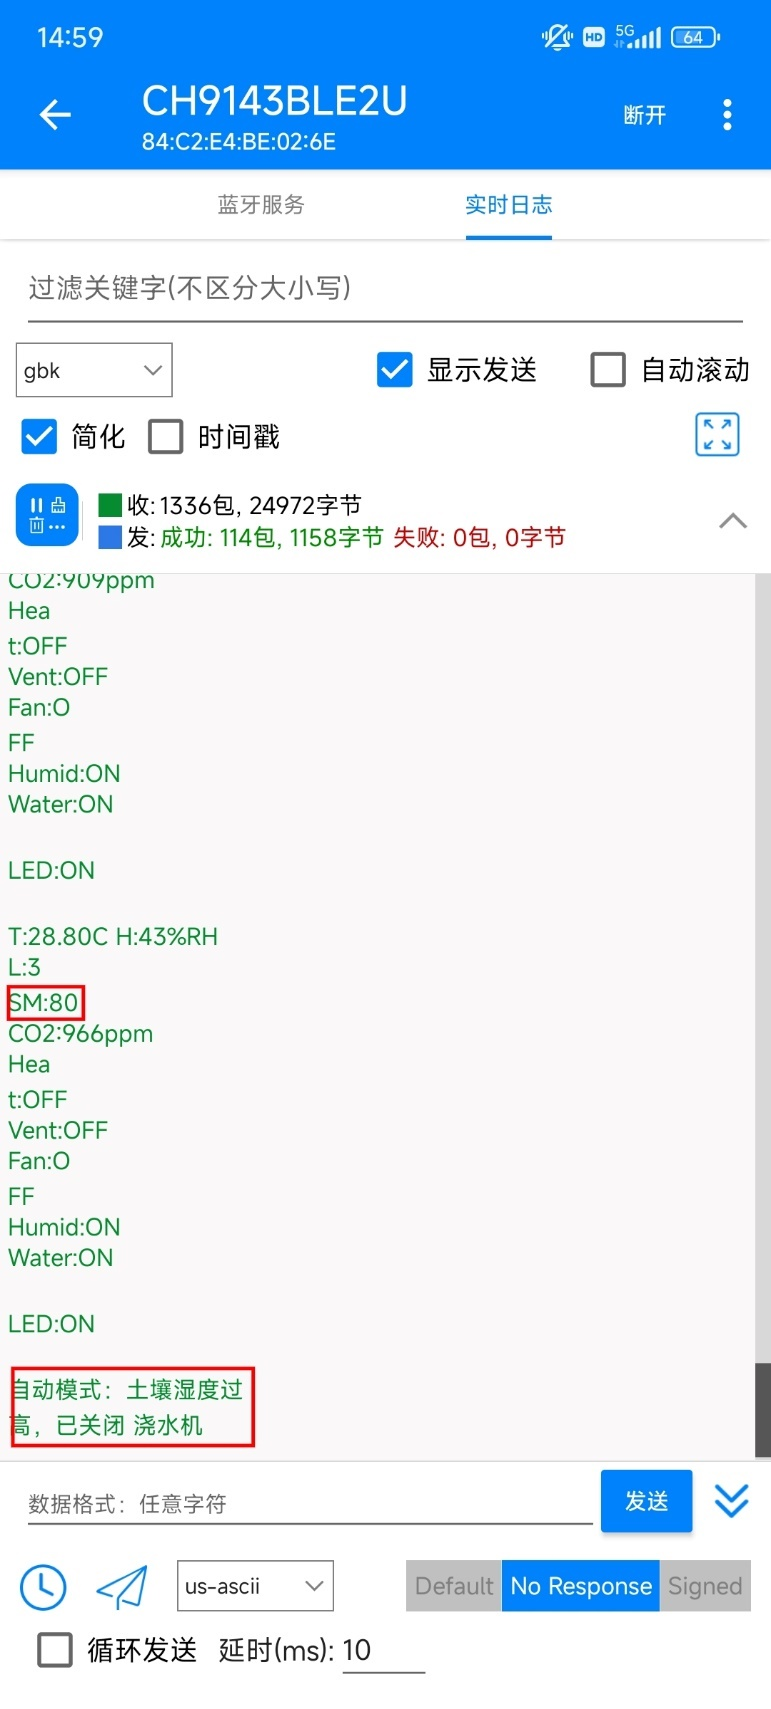 14:59
HD 5G 64
CH9143BLE2U
84:C2:E4:BE:02:6E
断开
蓝牙服务 实时日志
过滤关键字(不区分大小写)
gbk 显示发送 自动滚动
简化 时间戳
收: 1336包, 24972字节
发: 成功: 114包, 1158字节 失败: 0包, 0字节
CO2:909ppm
Hea
t:OFF
Vent:OFF
Fan:O
FF
Humid:ON
Water:ON
LED:ON
T:28.80C H:43%RH
L:3
SM:80
CO2:966ppm
Hea
t:OFF
Vent:OFF
Fan:O
FF
Humid:ON
Water:ON
LED:ON
自动模式：土壤湿度过
高，已关闭 浇水机
数据格式：任意字符
发送
us-ascii Default No Response Signed
循环发送 延时(ms): 10